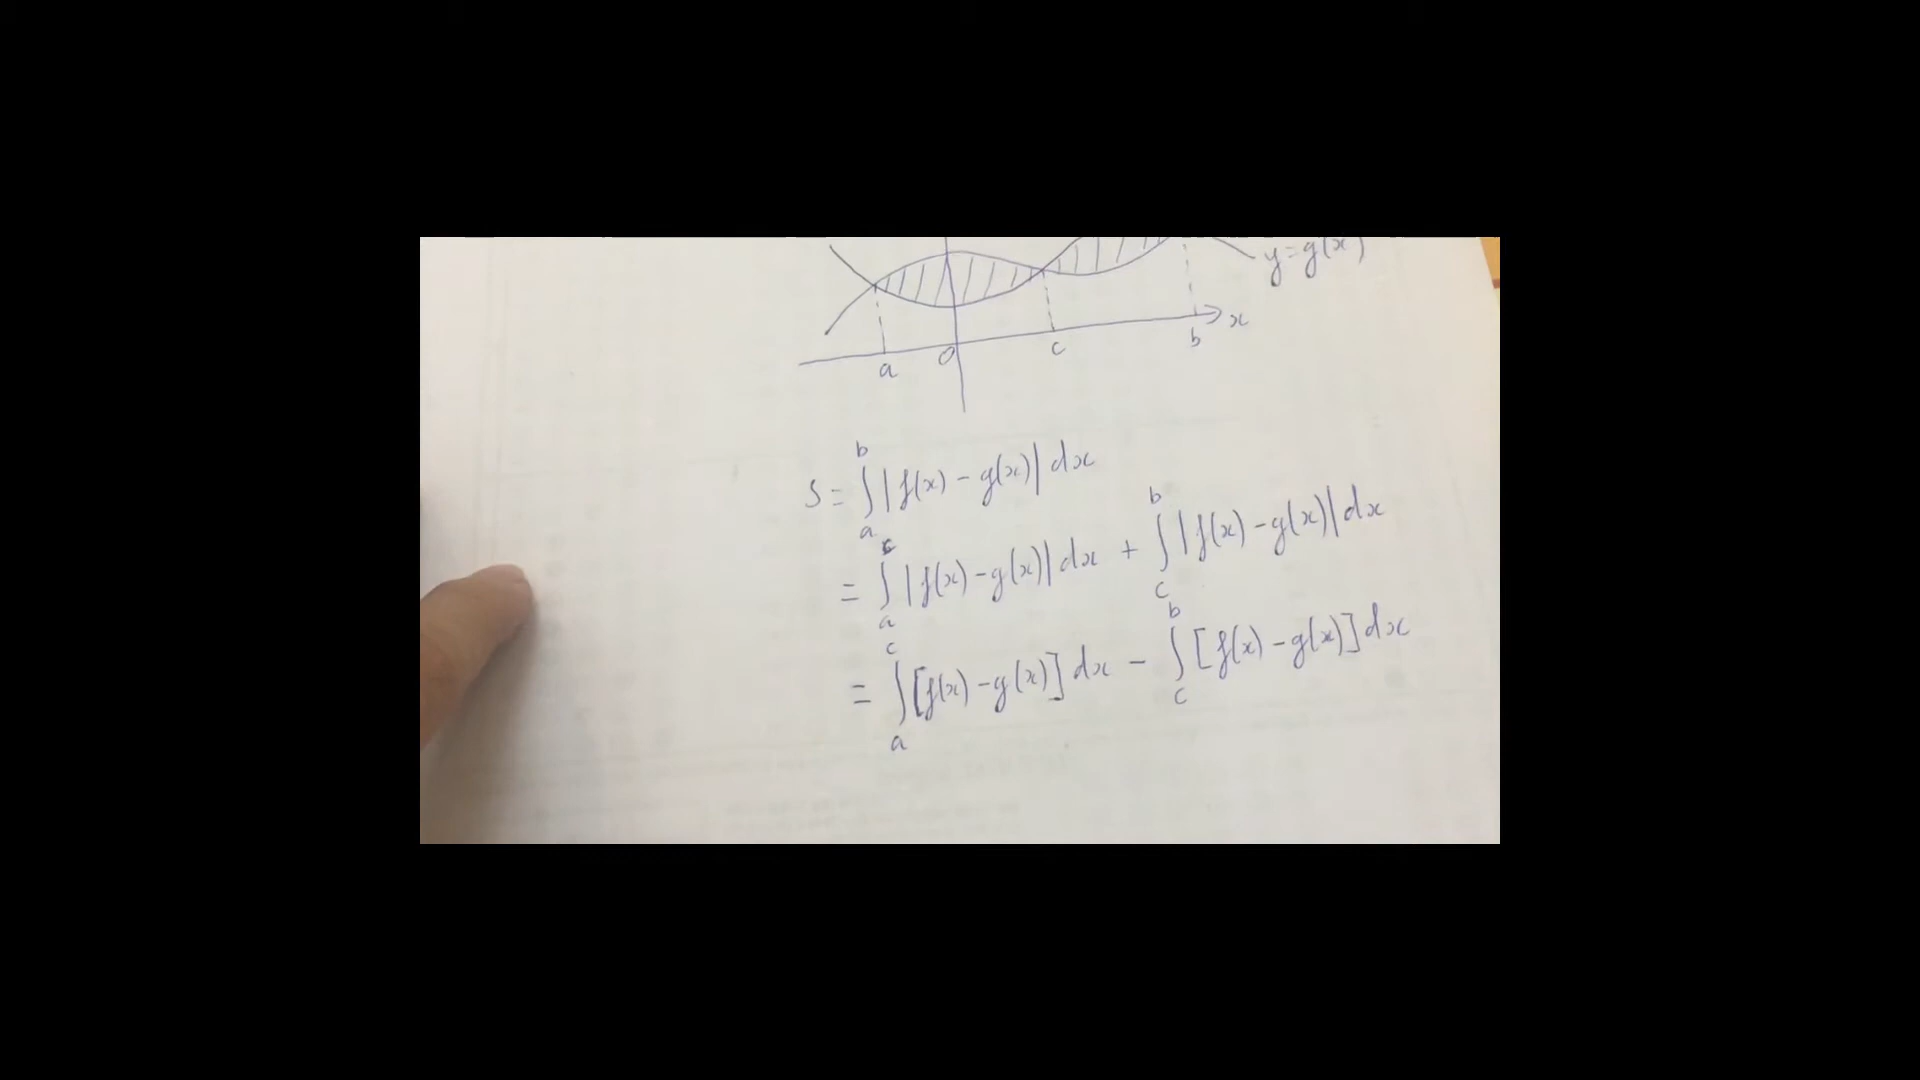 y=g(x)
x
a O c b
S = ∫_a^b |f(x) - g(x)| dx
= ∫_a^c |f(x) - g(x)| dx + ∫_c^b |f(x) - g(x)| dx
= ∫_a^c [f(x) - g(x)] dx - ∫_c^b [f(x) - g(x)] dx